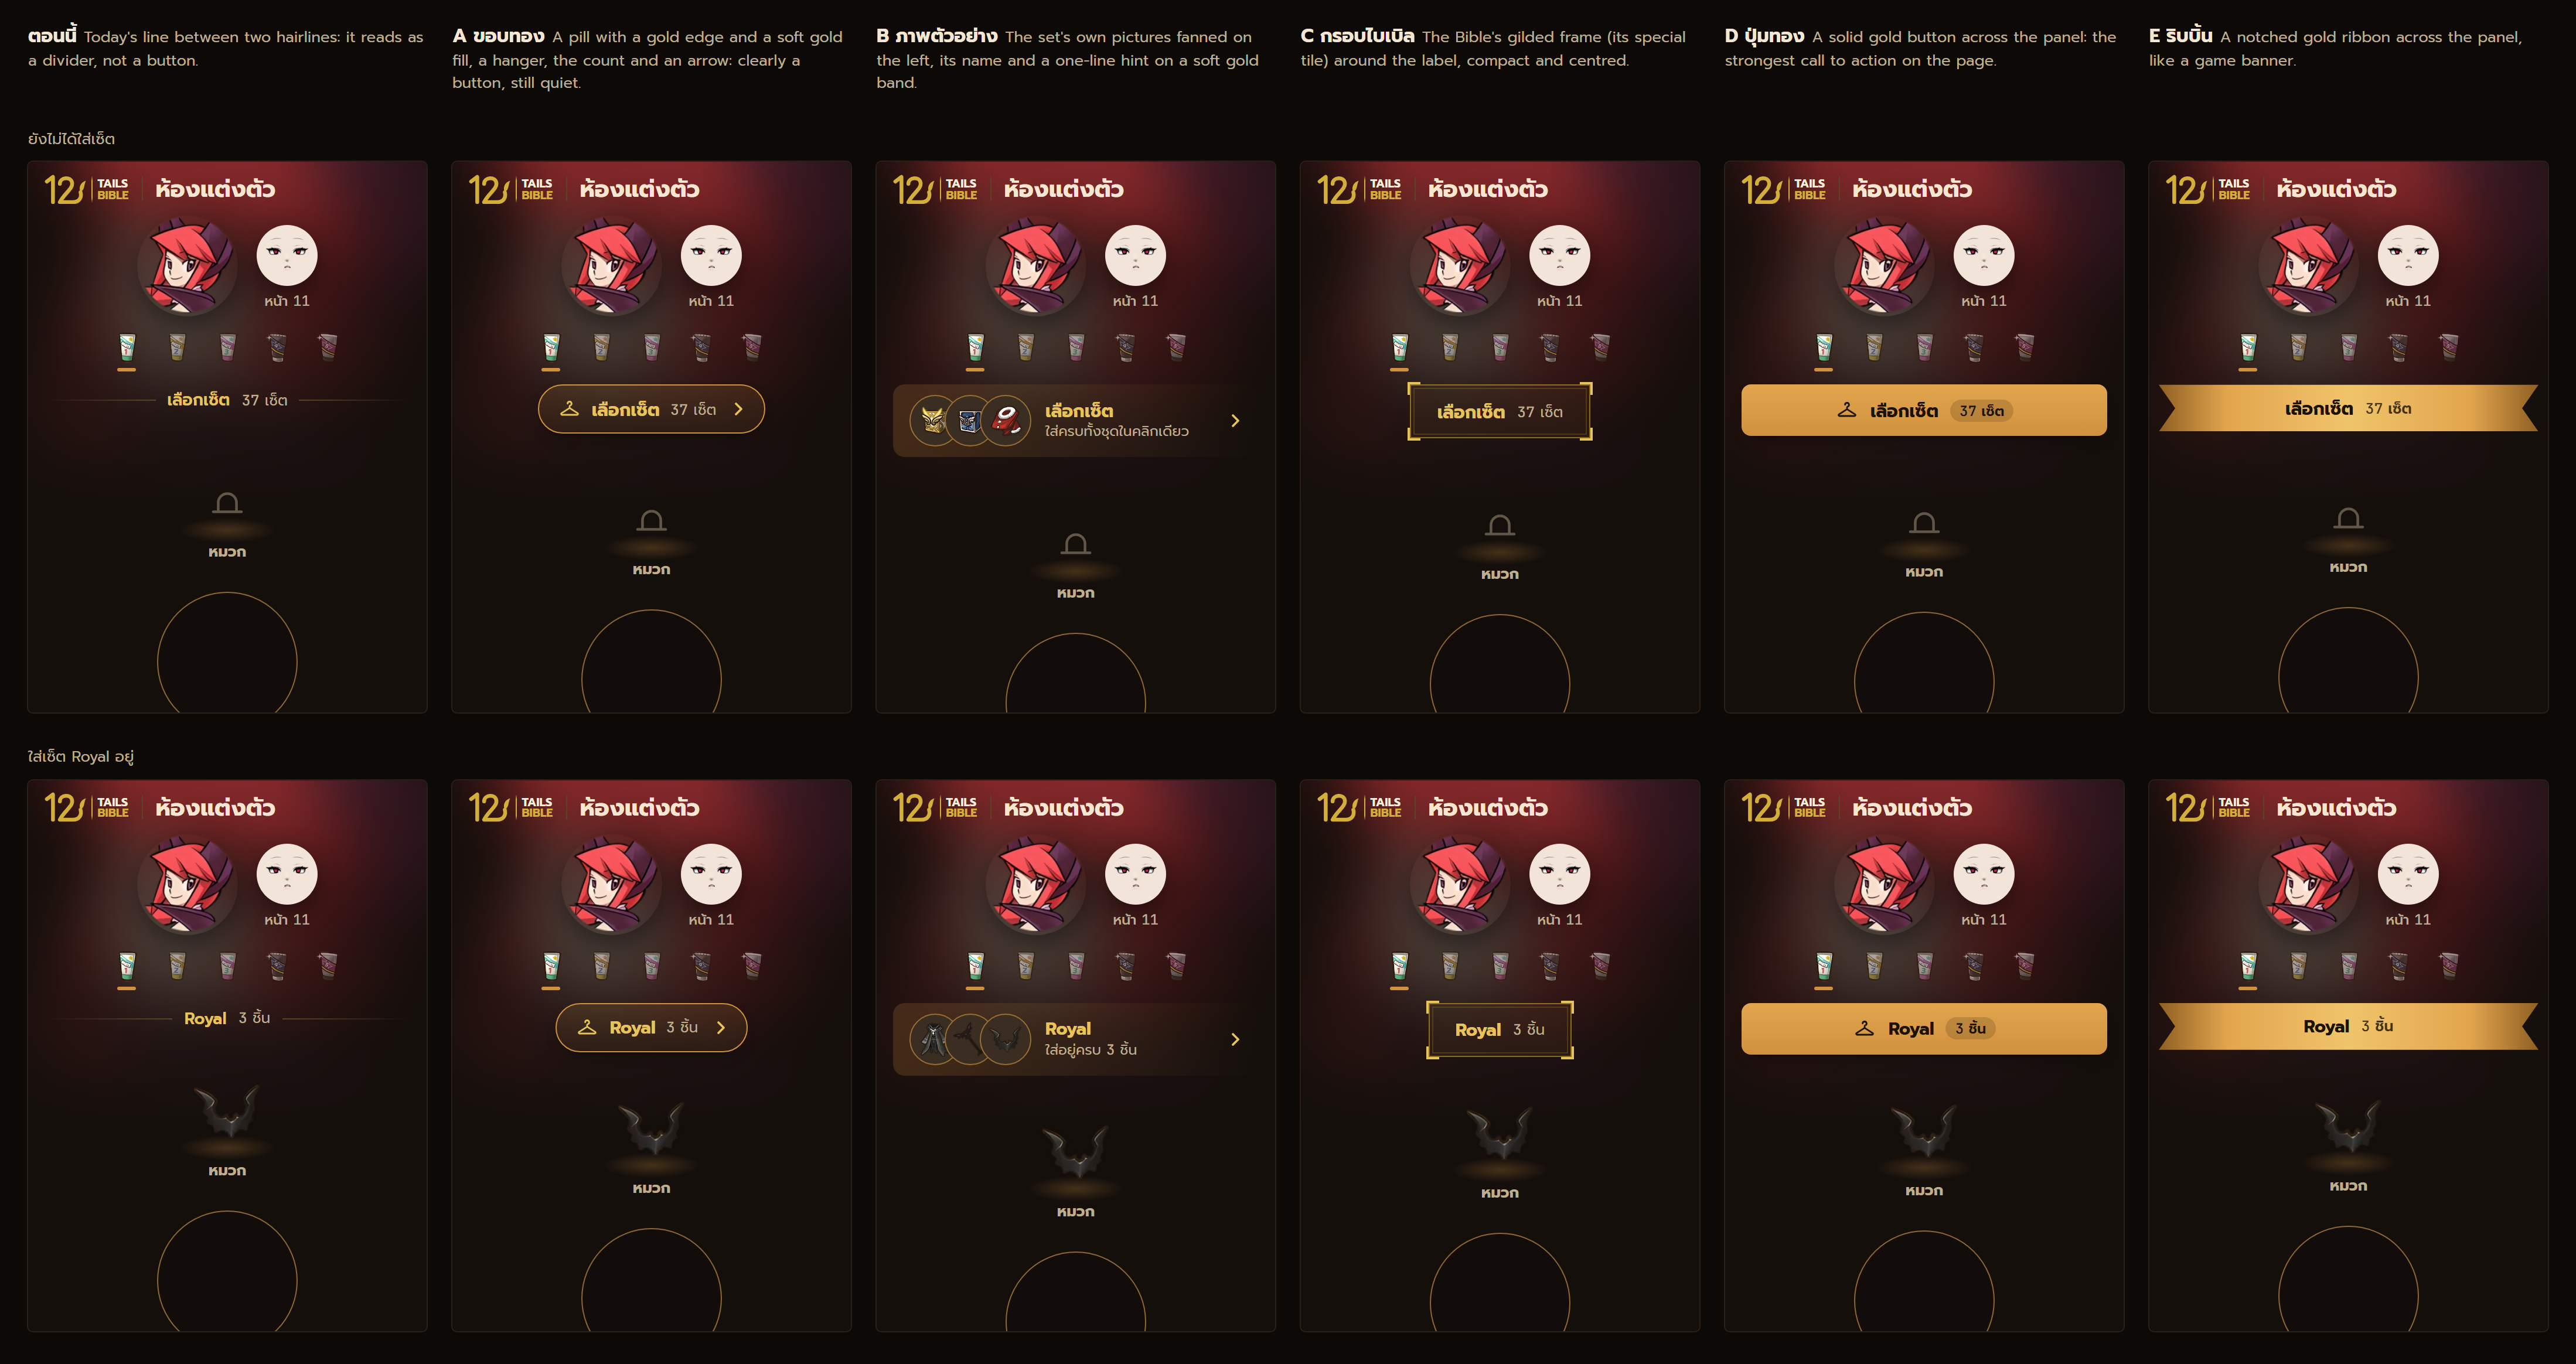 ตอนนี้ Today's line between two hairlines: it reads as
a divider, not a button.
A ขอบทอง A pill with a gold edge and a soft gold
fill, a hanger, the count and an arrow: clearly a
button, still quiet.
B ภาพตัวอย่าง The set's own pictures fanned on
the left, its name and a one-line hint on a soft gold
band.
C กรอบไบเบิล The Bible's gilded frame (its special
tile) around the label, compact and centred.
D ปุ่มทอง A solid gold button across the panel: the
strongest call to action on the page.
E ริบบิ้น A notched gold ribbon across the panel,
like a game banner.
ยังไม่ได้ใส่เซ็ต
12 TAILS BIBLE ห้องแต่งตัว
หน้า 11
เลือกเซ็ต 37 เซ็ต
หมวก
12 TAILS BIBLE ห้องแต่งตัว
หน้า 11
เลือกเซ็ต 37 เซ็ต
หมวก
12 TAILS BIBLE ห้องแต่งตัว
หน้า 11
เลือกเซ็ต
ใส่ครบทั้งชุดในคลิกเดียว
หมวก
12 TAILS BIBLE ห้องแต่งตัว
หน้า 11
เลือกเซ็ต 37 เซ็ต
หมวก
12 TAILS BIBLE ห้องแต่งตัว
หน้า 11
เลือกเซ็ต 37 เซ็ต
หมวก
12 TAILS BIBLE ห้องแต่งตัว
หน้า 11
เลือกเซ็ต 37 เซ็ต
หมวก
ใส่เซ็ต Royal อยู่
12 TAILS BIBLE ห้องแต่งตัว
หน้า 11
Royal 3 ชิ้น
หมวก
12 TAILS BIBLE ห้องแต่งตัว
หน้า 11
Royal 3 ชิ้น
หมวก
12 TAILS BIBLE ห้องแต่งตัว
หน้า 11
Royal
ใส่อยู่ครบ 3 ชิ้น
หมวก
12 TAILS BIBLE ห้องแต่งตัว
หน้า 11
Royal 3 ชิ้น
หมวก
12 TAILS BIBLE ห้องแต่งตัว
หน้า 11
Royal 3 ชิ้น
หมวก
12 TAILS BIBLE ห้องแต่งตัว
หน้า 11
Royal 3 ชิ้น
หมวก